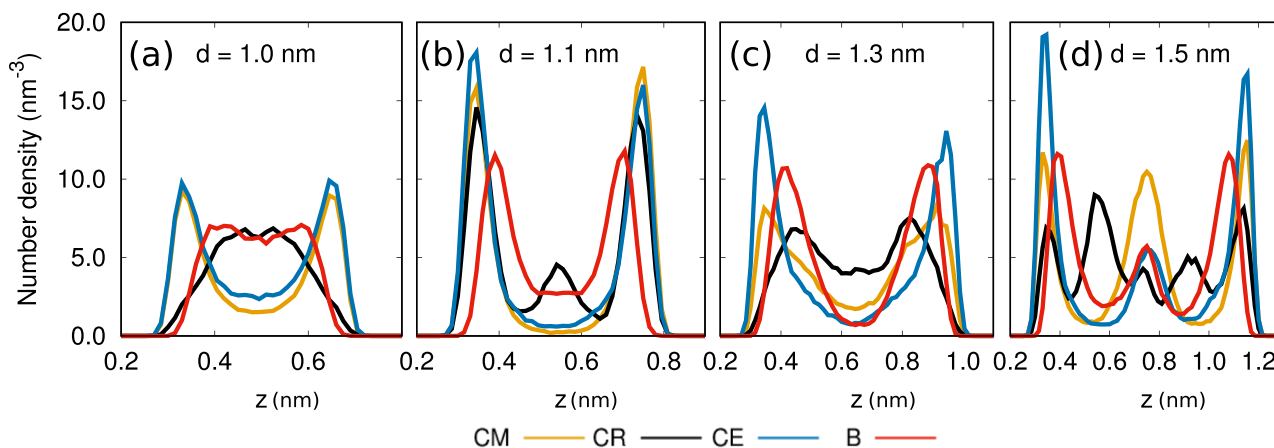 20.0
15.0
10.0
5.0
0.0
Number density (nm⁻³)
(a) d = 1.0 nm
(b) d = 1.1 nm
(c) d = 1.3 nm
(d) d = 1.5 nm
0.2 0.4 0.6
0.2 0.4 0.6 0.8
0.2 0.4 0.6 0.8 1.0
0.2 0.4 0.6 0.8 1.0 1.2
z (nm)
z (nm)
z (nm)
z (nm)
CM CR CE B